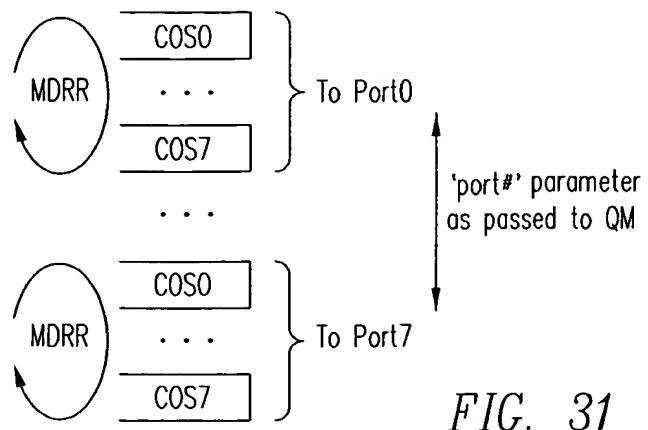 COS0
MDRR
. . .
To Port0
COS7
'port#' parameter
as passed to QM
. . .
COS0
MDRR
. . .
To Port7
COS7
FIG. 31